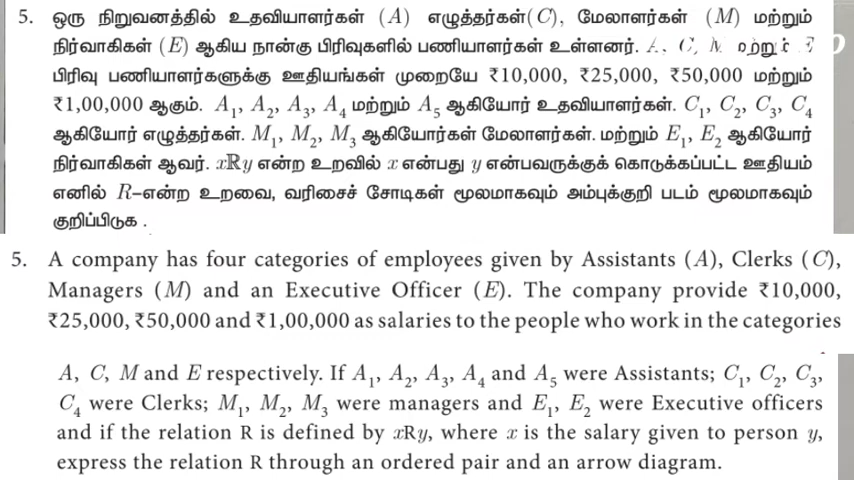 5. ஒரு நிறுவனத்தில் உதவியாளர்கள் (A) எழுத்தர்கள்(C), மேலாளர்கள் (M) மற்றும்
நிர்வாகிகள் (E) ஆகிய நான்கு பிரிவுகளில் பணியாளர்கள் உள்ளனர். A, C, M மற்றும் E
பிரிவு பணியாளர்களுக்கு ஊதியங்கள் முறையே ₹10,000, ₹25,000, ₹50,000 மற்றும்
₹1,00,000 ஆகும். A₁, A₂, A₃, A₄ மற்றும் A₅ ஆகியோர் உதவியாளர்கள். C₁, C₂, C₃, C₄
ஆகியோர் எழுத்தர்கள். M₁, M₂, M₃ ஆகியோர்கள் மேலாளர்கள். மற்றும் E₁, E₂ ஆகியோர்
நிர்வாகிகள் ஆவர். xℝy என்ற உறவில் x என்பது y என்பவருக்குக் கொடுக்கப்பட்ட ஊதியம்
எனில் R–என்ற உறவை, வரிசைச் சோடிகள் மூலமாகவும் அம்புக்குறி படம் மூலமாகவும்
குறிப்பிடுக .
5. A company has four categories of employees given by Assistants (A), Clerks (C),
Managers (M) and an Executive Officer (E). The company provide ₹10,000,
₹25,000, ₹50,000 and ₹1,00,000 as salaries to the people who work in the categories
A, C, M and E respectively. If A₁, A₂, A₃, A₄ and A₅ were Assistants; C₁, C₂, C₃,
C₄ were Clerks; M₁, M₂, M₃ were managers and E₁, E₂ were Executive officers
and if the relation R is defined by xRy, where x is the salary given to person y,
express the relation R through an ordered pair and an arrow diagram.